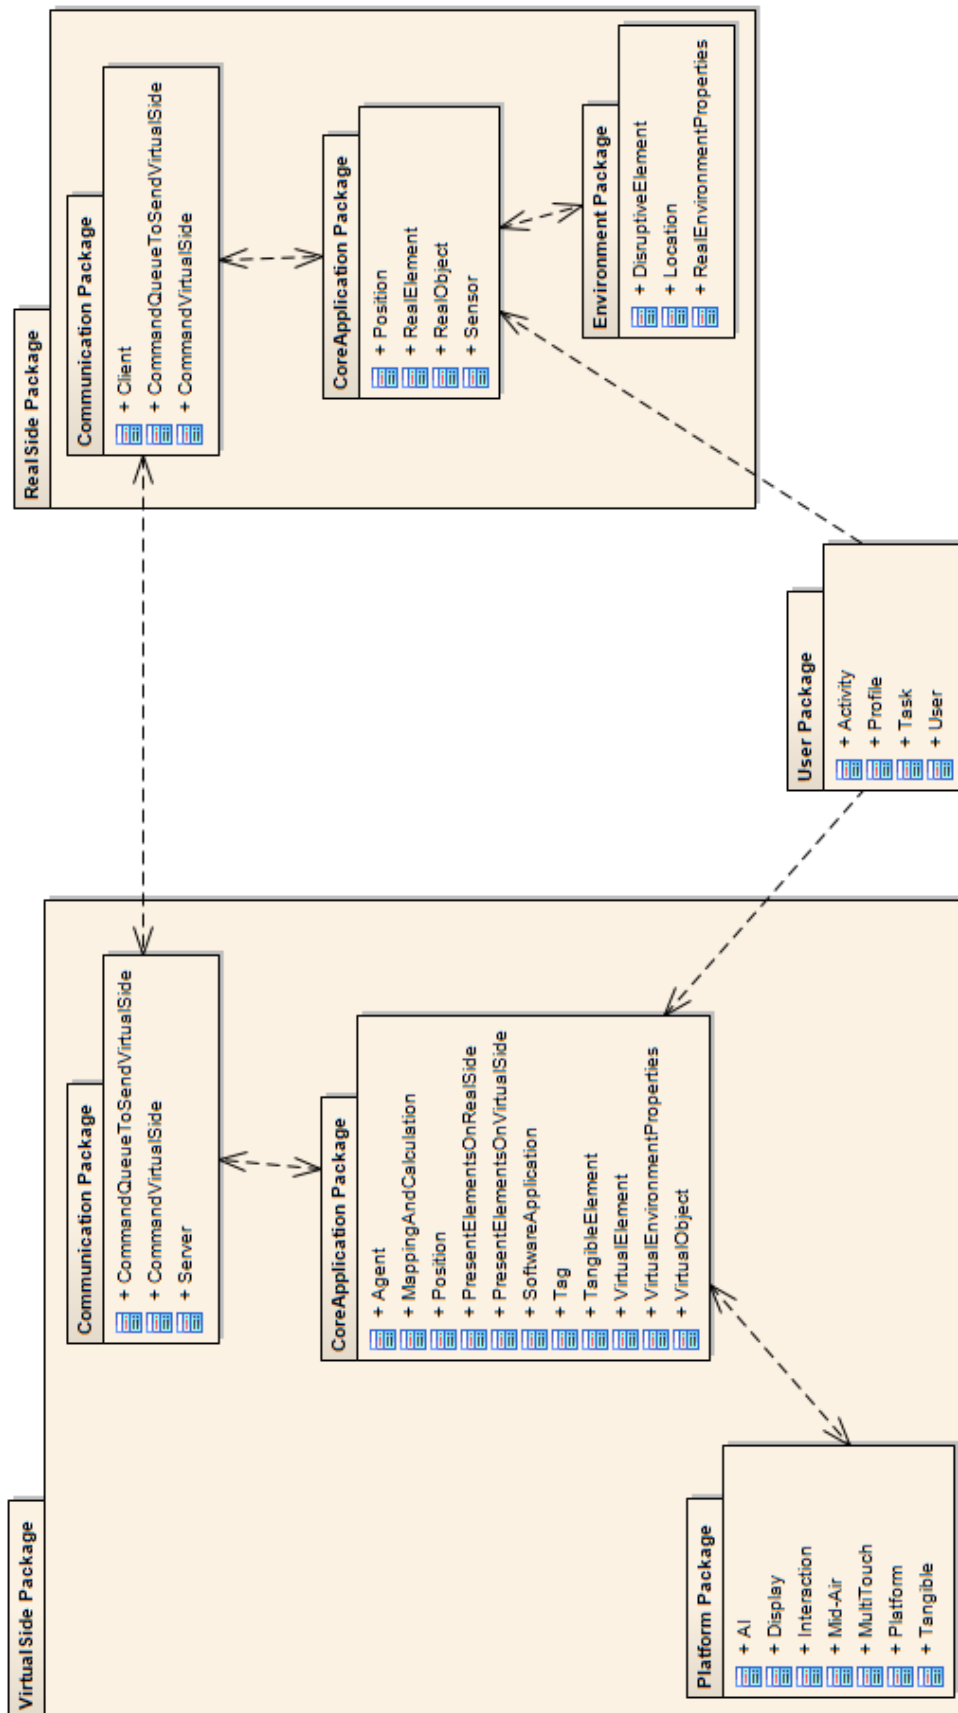 VirtualSide Package
Communication Package
+ CommandQueueToSendVirtualSide
+ CommandVirtualSide
+ Server
CoreApplication Package
+ Agent
+ MappingAndCalculation
+ Position
+ PresentElementsOnRealSide
+ PresentElementsOnVirtualSide
+ SoftwareApplication
+ Tag
+ TangibleElement
+ VirtualElement
+ VirtualEnvironmentProperties
+ VirtualObject
Platform Package
+ AI
+ Display
+ Interaction
+ Mid-Air
+ MultiTouch
+ Platform
+ Tangible
User Package
+ Activity
+ Profile
+ Task
+ User
RealSide Package
Communication Package
+ Client
+ CommandQueueToSendVirtualSide
+ CommandVirtualSide
CoreApplication Package
+ Position
+ RealElement
+ RealObject
+ Sensor
Environment Package
+ DisruptiveElement
+ Location
+ RealEnvironmentProperties